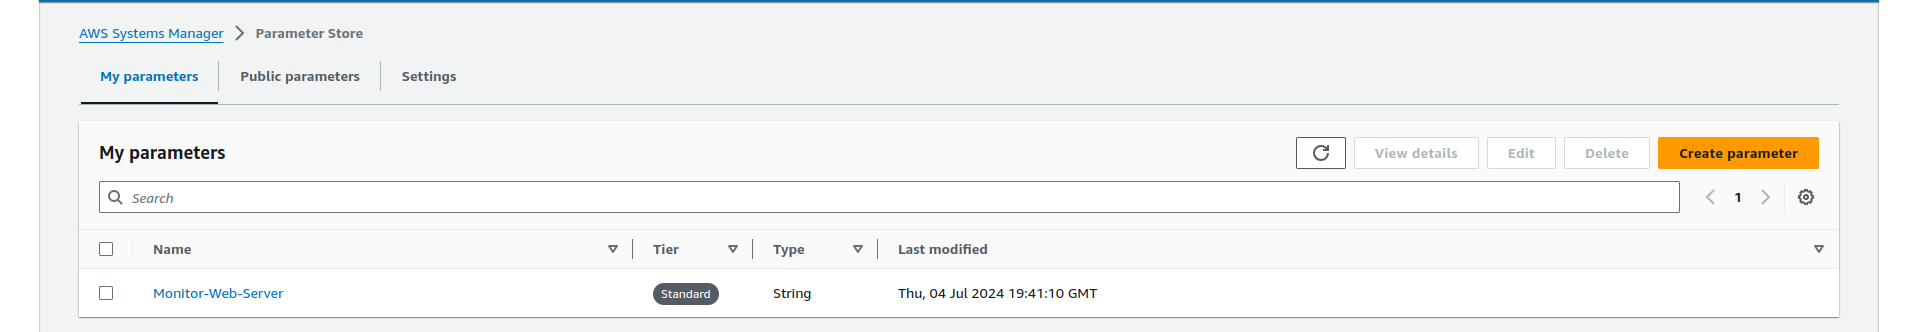 AWS Systems Manager > Parameter Store
My parameters Public parameters Settings
My parameters View details Edit Delete Create parameter
Search 1
Name Tier Type Last modified
Monitor-Web-Server Standard String Thu, 04 Jul 2024 19:41:10 GMT